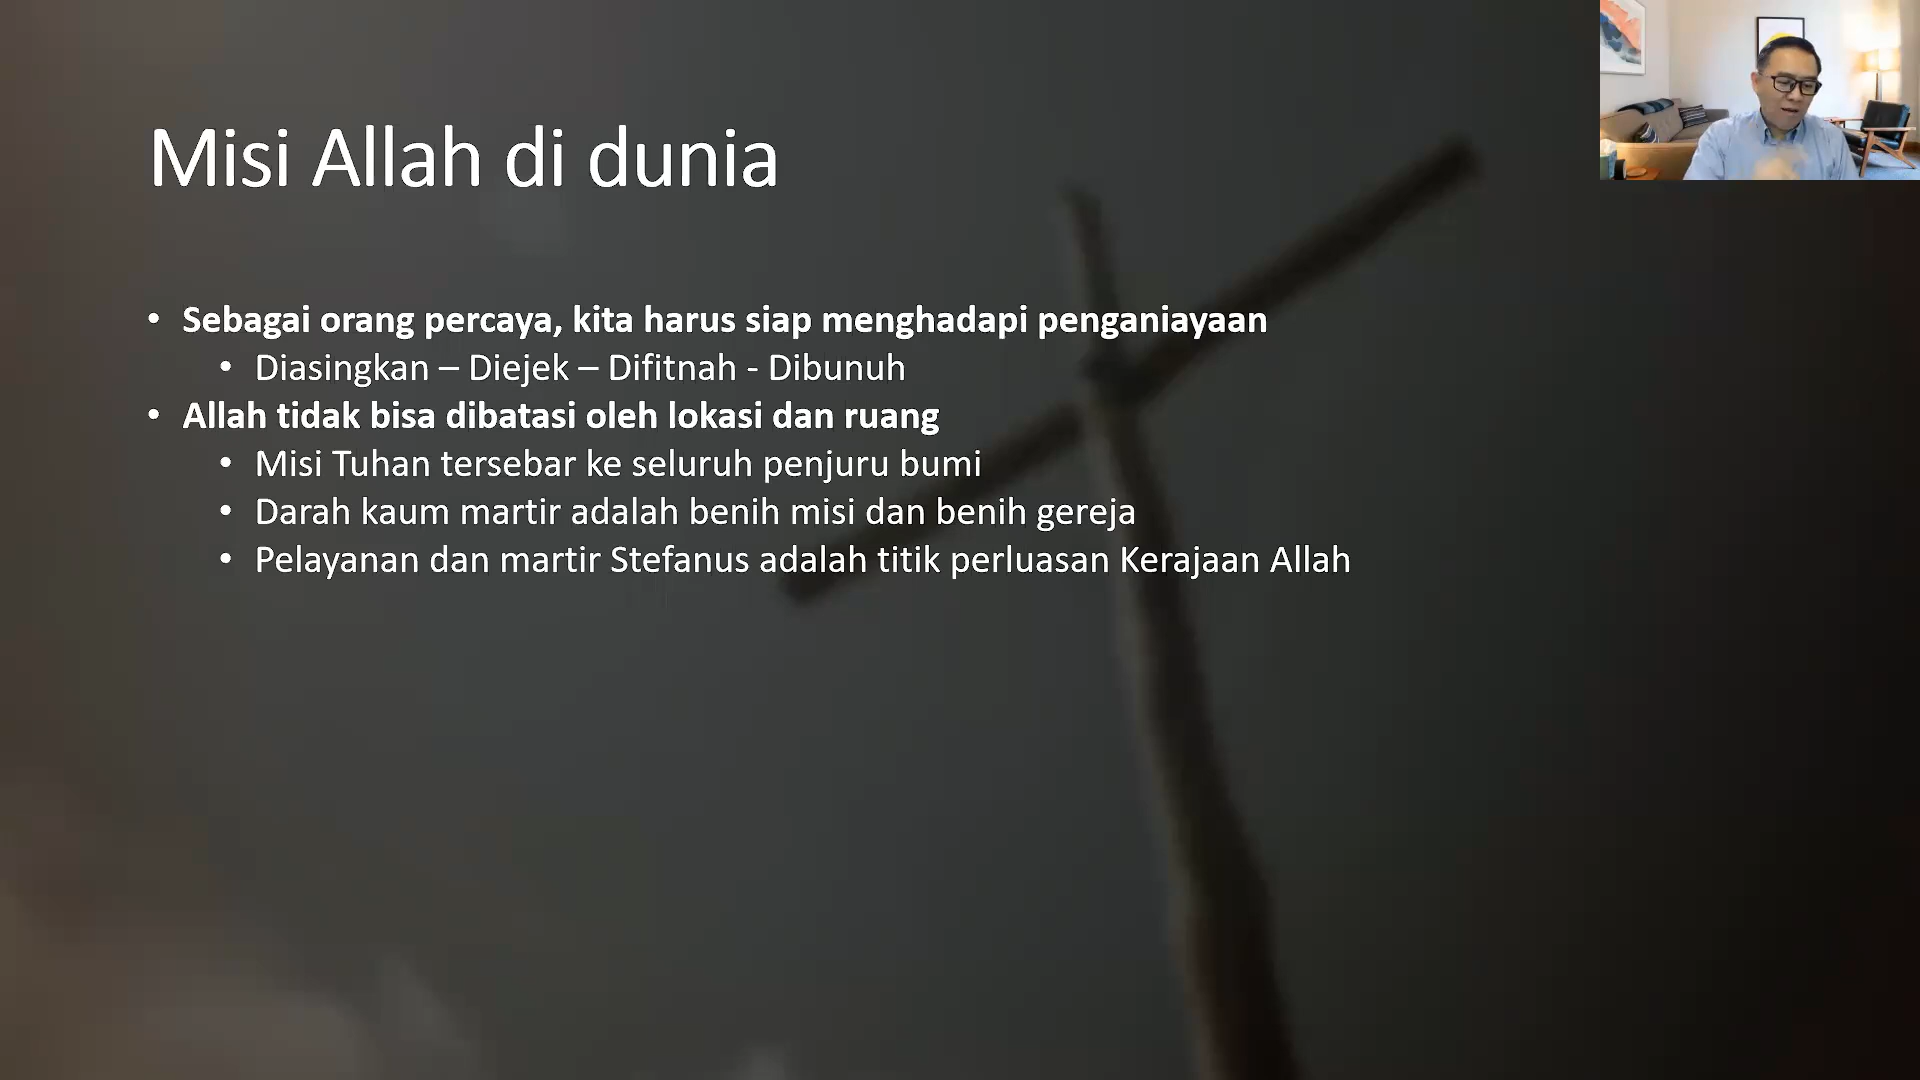 Misi Allah di dunia
• Sebagai orang percaya, kita harus siap menghadapi penganiayaan
• Diasingkan – Diejek – Difitnah - Dibunuh
• Allah tidak bisa dibatasi oleh lokasi dan ruang
• Misi Tuhan tersebar ke seluruh penjuru bumi
• Darah kaum martir adalah benih misi dan benih gereja
• Pelayanan dan martir Stefanus adalah titik perluasan Kerajaan Allah